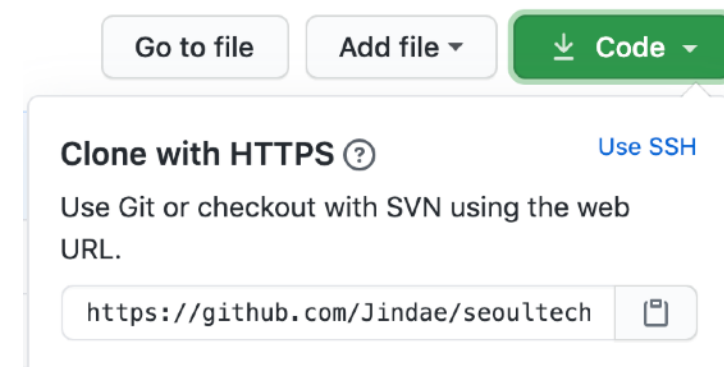 Go to file
Add file
Code
Clone with HTTPS ?
Use SSH
Use Git or checkout with SVN using the web
URL.
https://github.com/Jindae/seoultech